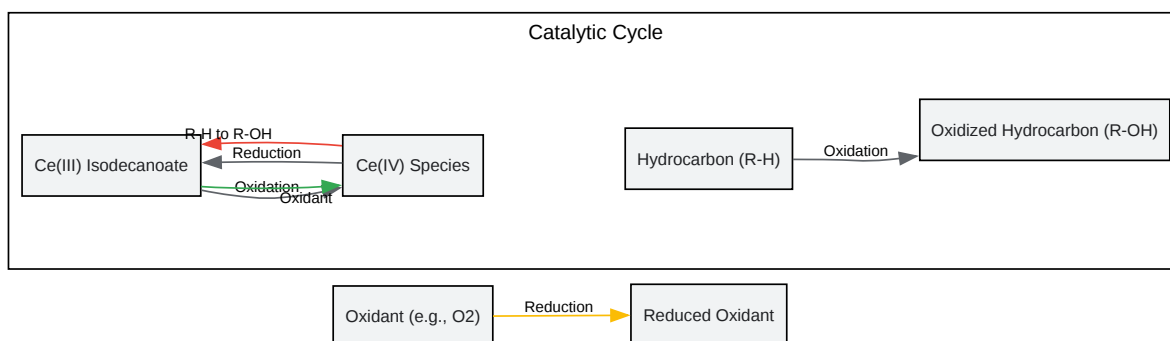 Catalytic Cycle
R-H to R-OH
Ce(III) Isodecanoate
Reduction
Ce(IV) Species
Oxidation
Oxidant
Hydrocarbon (R-H)
Oxidation
Oxidized Hydrocarbon (R-OH)
Oxidant (e.g., O2)
Reduction
Reduced Oxidant